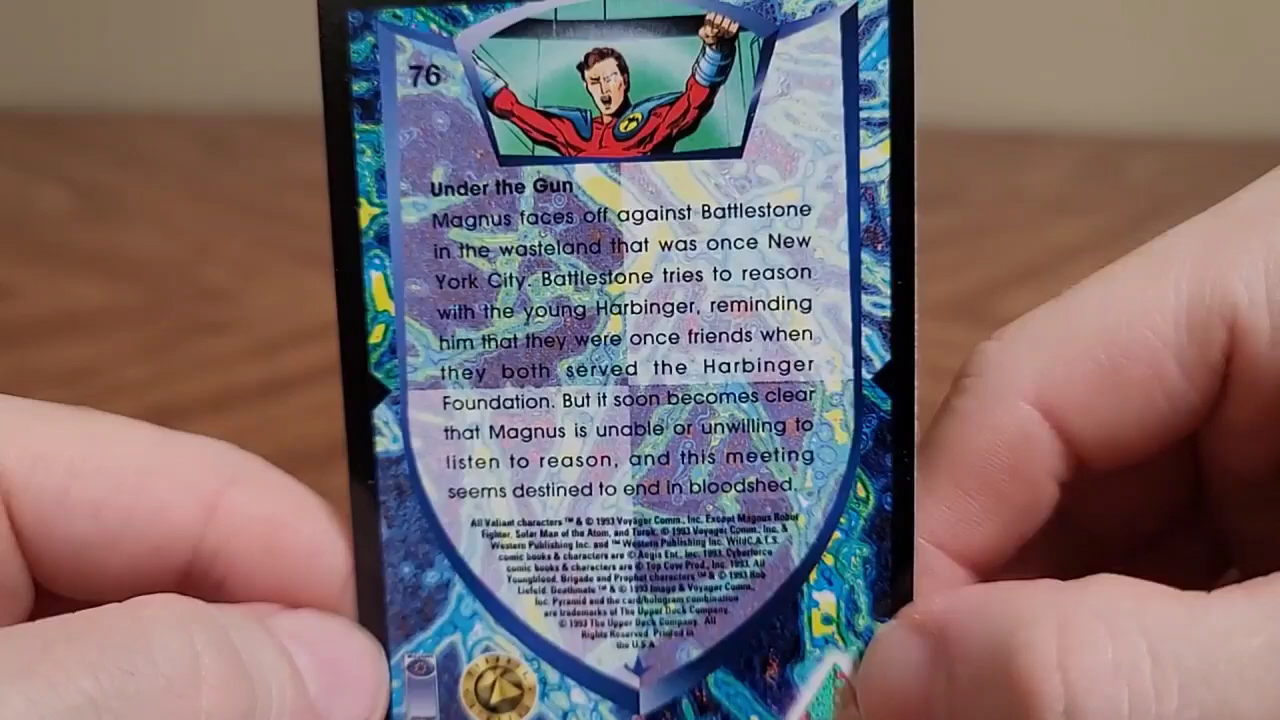 76
Under the Gun
Magnus faces off against Battlestone
in the wasteland that was once New
York City. Battlestone tries to reason
with the young Harbinger, reminding
him that they were once friends when
they both served the Harbinger
Foundation. But it soon becomes clear
that Magnus is unable or unwilling to
listen to reason, and this meeting
seems destined to end in bloodshed.
All Valiant characters ™ & © 1993 Voyager Comm., Inc. Except Magnus Robot
Fighter, Solar Man of the Atom, and Turok, © 1993 Voyager Comm., Inc. &
Western Publishing Inc. and ™ Western Publishing Inc. WildC.A.T.S.
comic books & characters are © Aegis Ent., Inc. 1993. Cyberforce
comic books & characters are © Top Cow Prod., Inc. 1993. All
Youngblood, Brigade and Prophet characters ™ & © 1993 Rob
Liefeld. Deathmate ™ & © 1993 Image & Voyager Comm.,
Inc. Pyramid and the card/hologram combination
are trademarks of The Upper Deck Company.
© 1993 The Upper Deck Company. All
Rights Reserved. Printed in
the U.S.A.